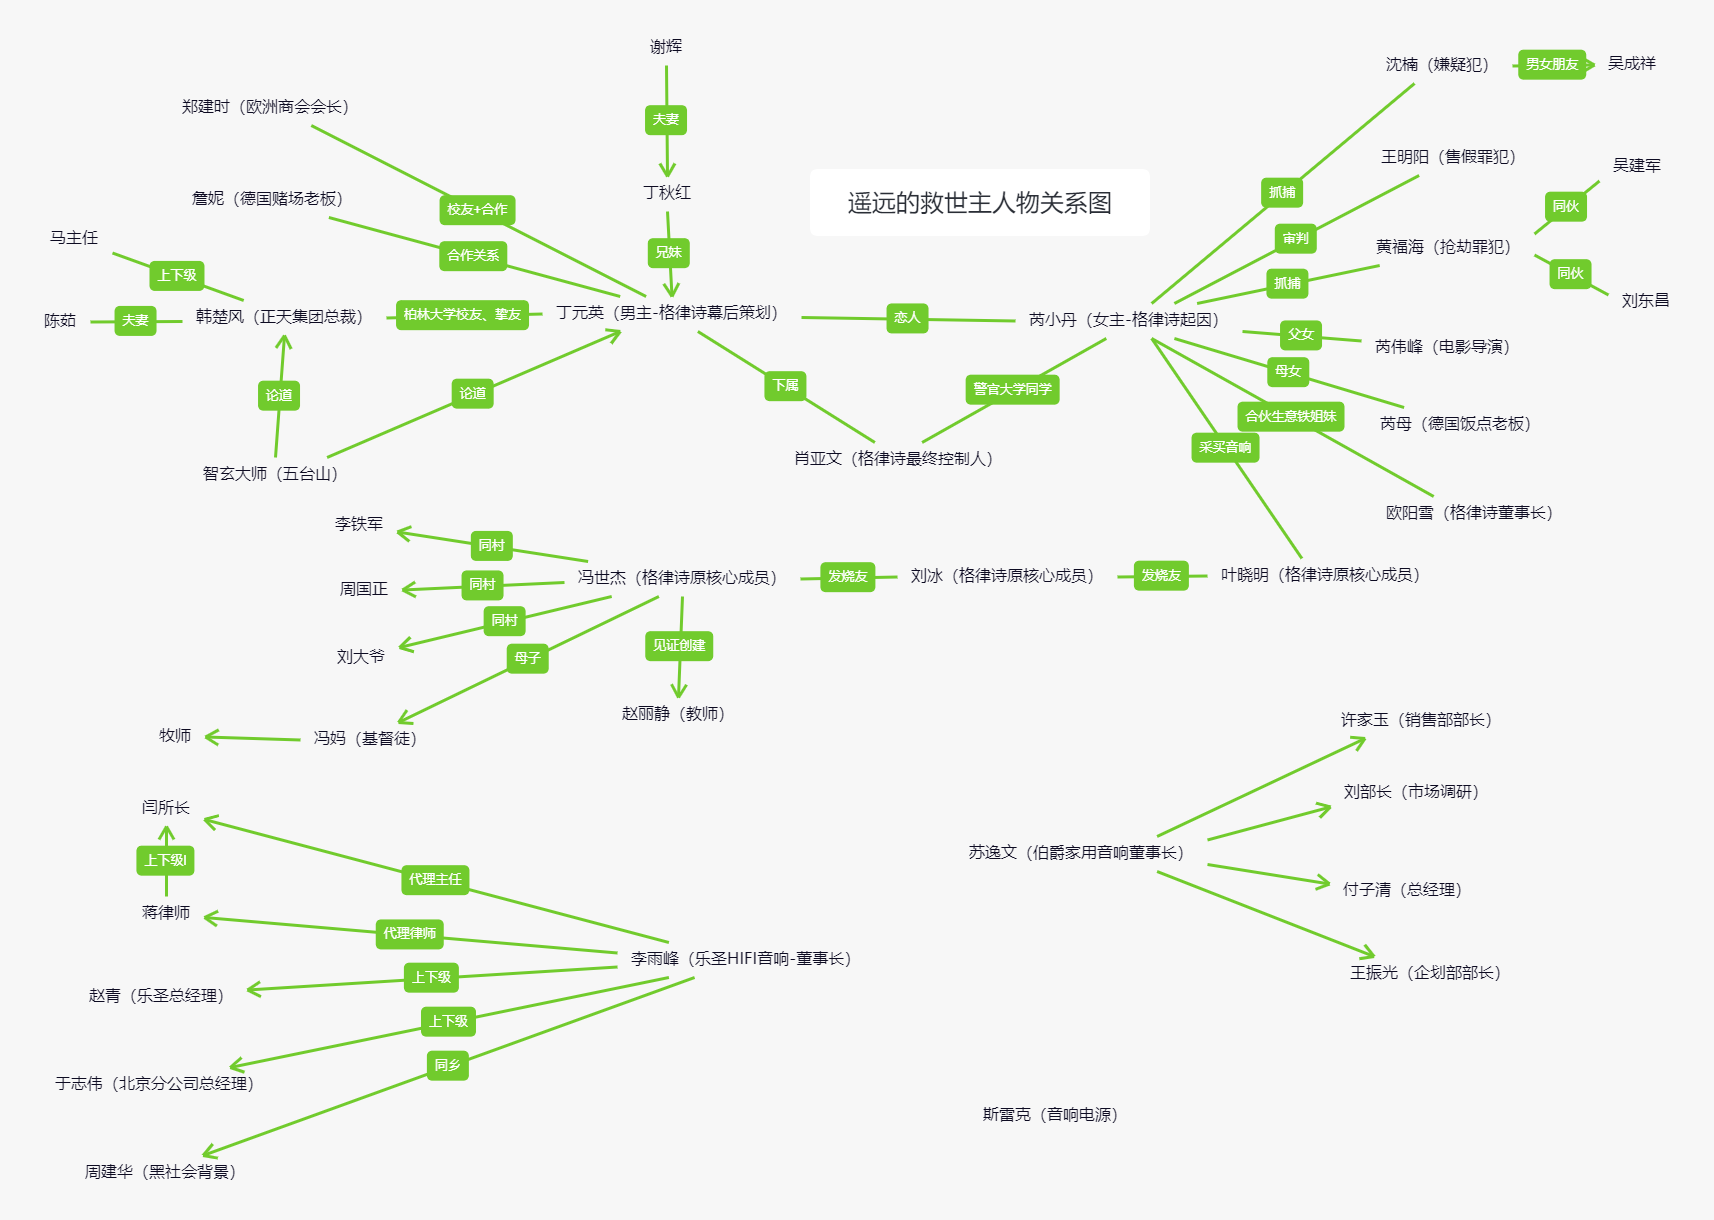 遥远的救世主人物关系图
谢辉
夫妻
丁秋红
兄妹
郑建时（欧洲商会会长）
校友+合作
詹妮（德国赌场老板）
合作关系
马主任
上下级
陈茹
夫妻
韩楚风（正天集团总裁）
柏林大学校友、挚友
丁元英（男主-格律诗幕后策划）
恋人
芮小丹（女主-格律诗起因）
论道
论道
智玄大师（五台山）
下属
警官大学同学
肖亚文（格律诗最终控制人）
沈楠（嫌疑犯）
男女朋友
吴成祥
抓捕
王明阳（售假罪犯）
审判
吴建军
同伙
黄福海（抢劫罪犯）
抓捕
同伙
刘东昌
父女
芮伟峰（电影导演）
母女
芮母（德国饭点老板）
合伙生意铁姐妹
采买音响
欧阳雪（格律诗董事长）
李铁军
同村
周国正
同村
冯世杰（格律诗原核心成员）
发烧友
刘冰（格律诗原核心成员）
发烧友
叶晓明（格律诗原核心成员）
同村
刘大爷
母子
见证创建
赵丽静（教师）
牧师
冯妈（基督徒）
闫所长
上下级l
代理主任
蒋律师
代理律师
李雨峰（乐圣HIFI音响-董事长）
上下级
赵青（乐圣总经理）
上下级
于志伟（北京分公司总经理）
同乡
周建华（黑社会背景）
许家玉（销售部部长）
刘部长（市场调研）
苏逸文（伯爵家用音响董事长）
付子清（总经理）
王振光（企划部部长）
斯雷克（音响电源）